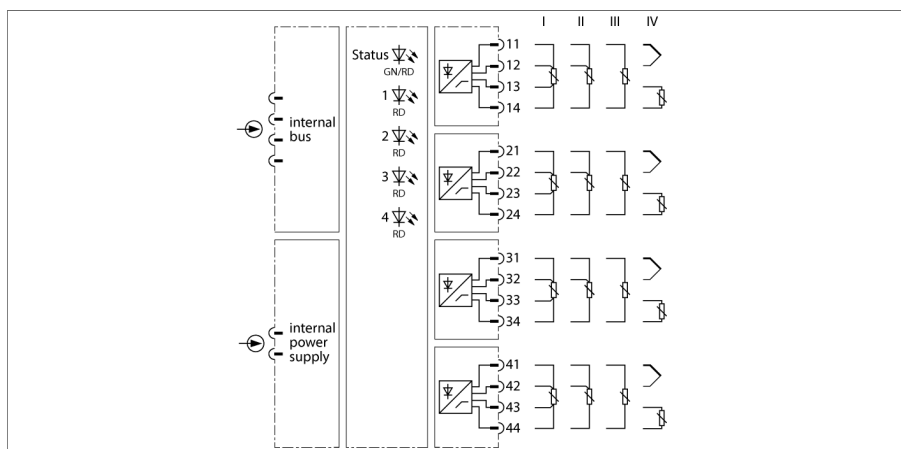 I II III IV
Status
GN/RD
1
RD
2
RD
3
RD
4
RD
internal
bus
internal
power
supply
11
12
13
14
21
22
23
24
31
32
33
34
41
42
43
44